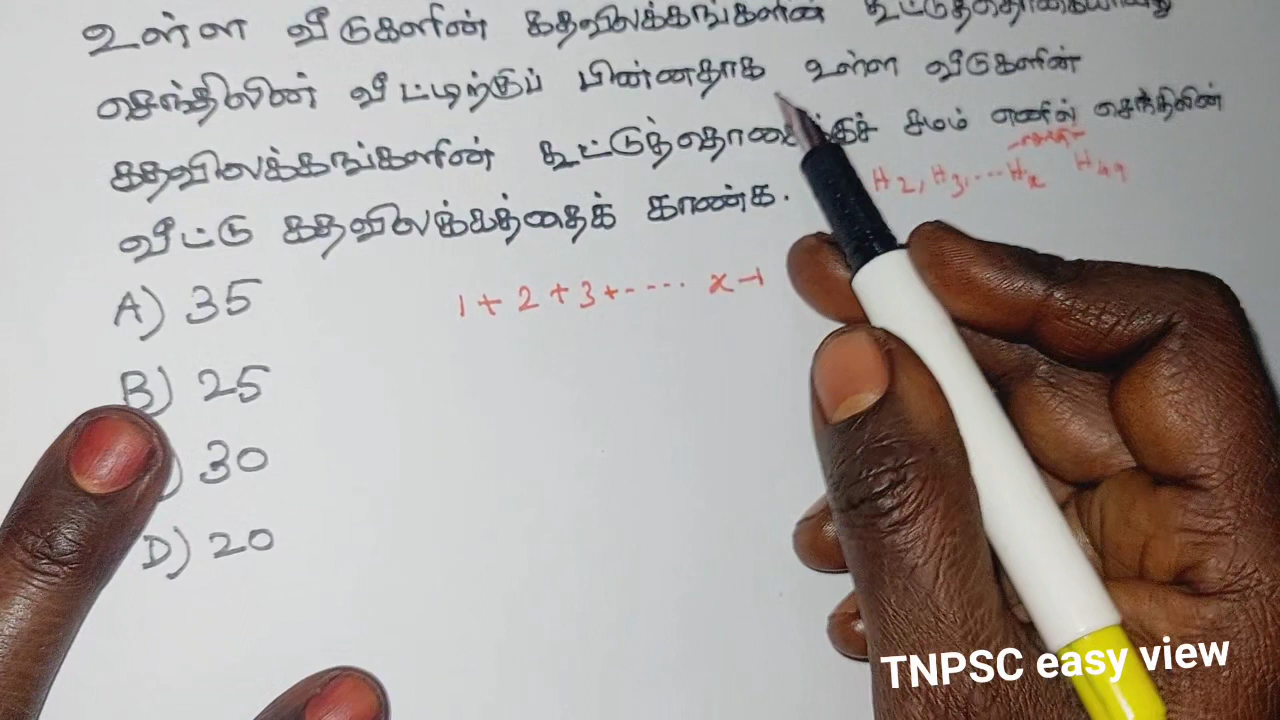 உள்ள வீடுகளின் கதவிலக்கங்களின்
செந்திலின் வீட்டிற்குப் பின்னதாக உள்ள வீடுகளின்
கதவிலக்கங்களின் சமம் எனில் செந்திலின்
H2, H3, ... Hx H49
வீட்டு கதவிலக்கத்தைக் காண்க.
A) 35
1 + 2 + 3 + ---- x-1
B) 25
) 30
D) 20
TNPSC easy view